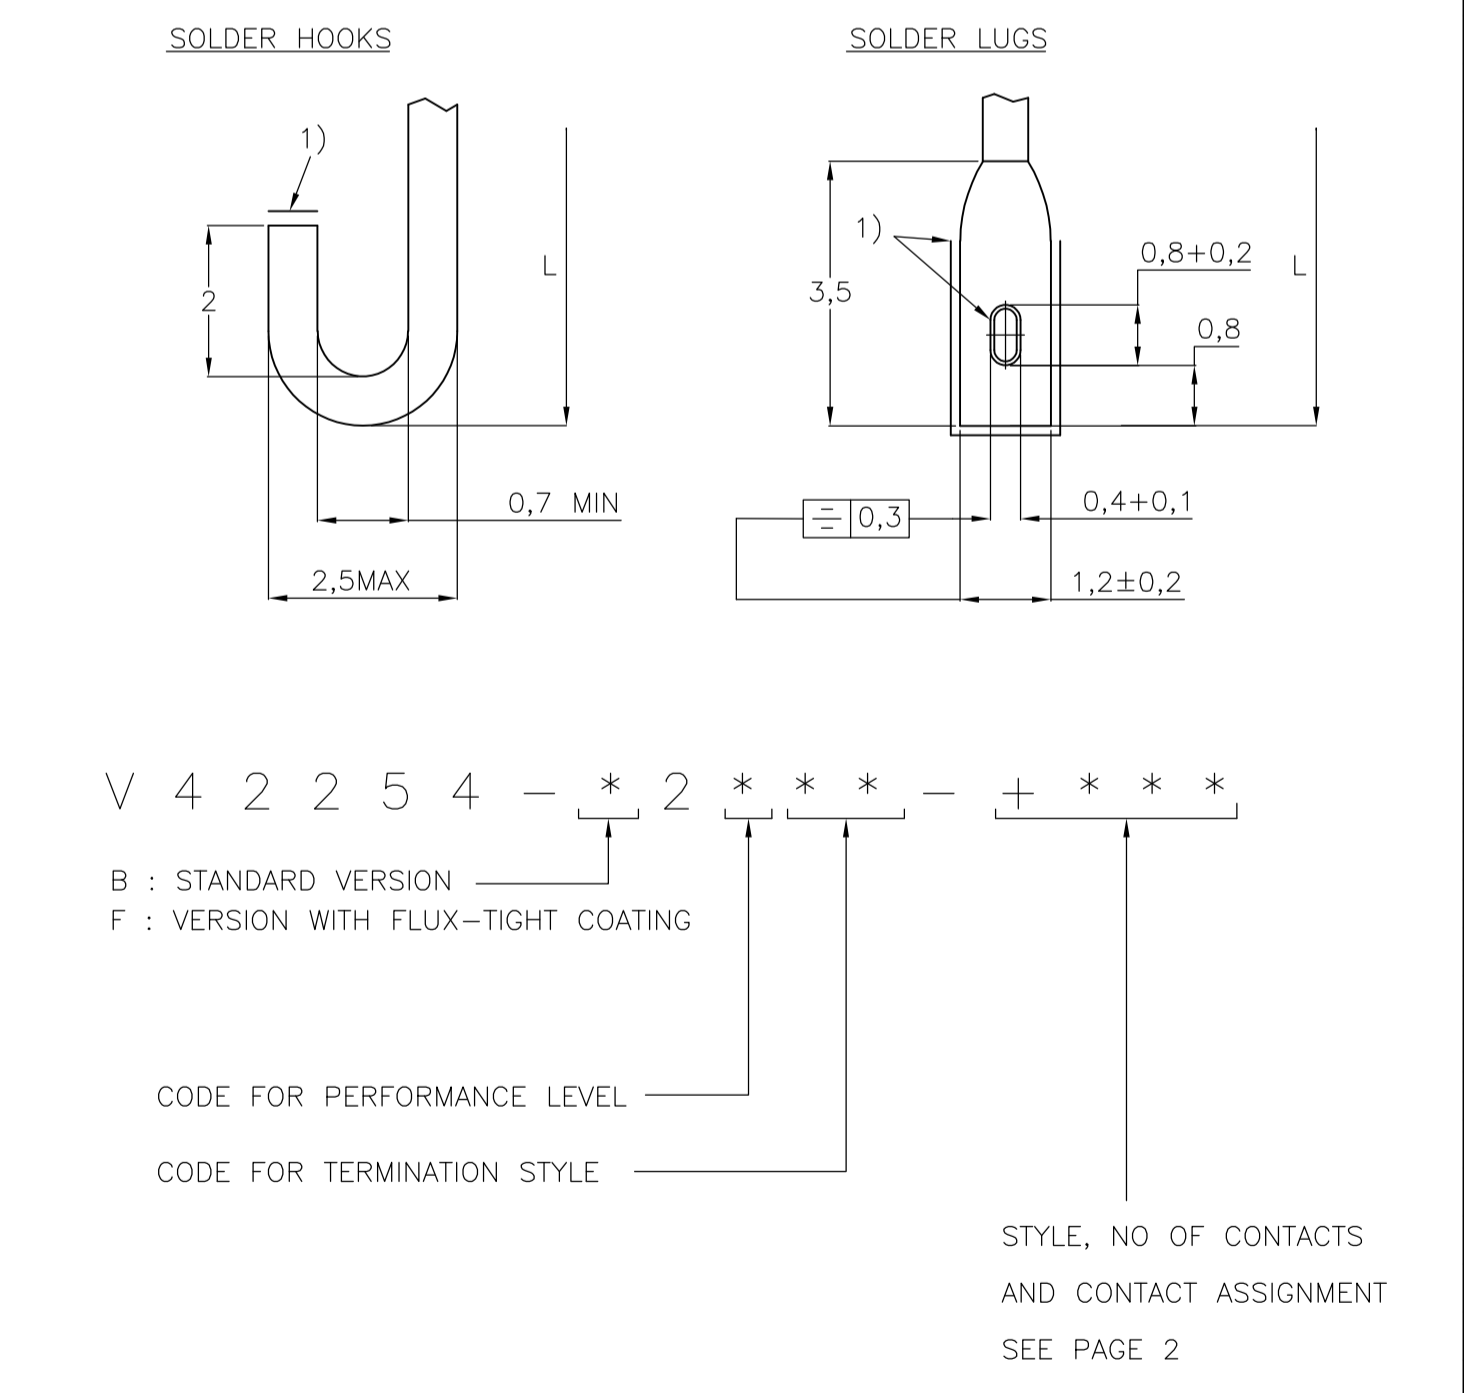 SOLDER HOOKS
SOLDER LUGS
1)
2
L
0,7 MIN
2,5MAX
1)
3,5
0,8+0,2
L
0,8
0,3
0,4+0,1
1,2±0,2
V 4 2 2 5 4 - * 2 * * * - + * * *
B : STANDARD VERSION
F : VERSION WITH FLUX-TIGHT COATING
CODE FOR PERFORMANCE LEVEL
CODE FOR TERMINATION STYLE
STYLE, NO OF CONTACTS
AND CONTACT ASSIGNMENT
SEE PAGE 2